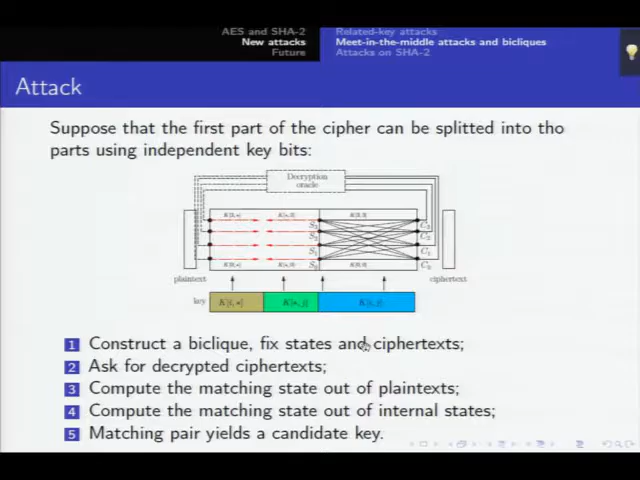 AES and SHA-2
New attacks
Future
Related-key attacks
Meet-in-the-middle attacks and bicliques
Attacks on SHA-2
Attack
Suppose that the first part of the cipher can be splitted into tho
parts using independent key bits:
Decryption
oracle
plaintext
ciphertext
key
K[i, *]
K[*, j]
K[i, j]
1 Construct a biclique, fix states and ciphertexts;
2 Ask for decrypted ciphertexts;
3 Compute the matching state out of plaintexts;
4 Compute the matching state out of internal states;
5 Matching pair yields a candidate key.